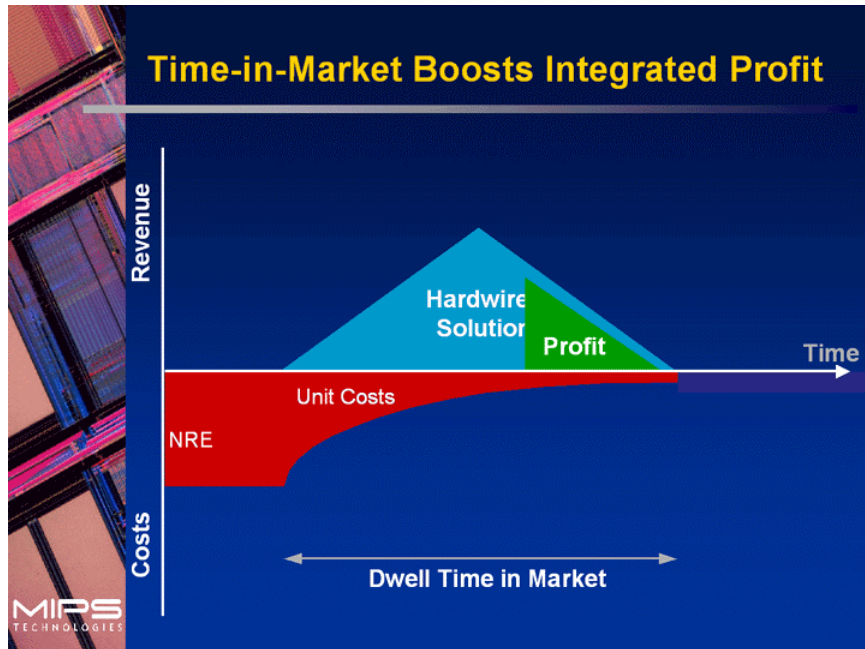 Time-in-Market Boosts Integrated Profit
Revenue
Hardwire
Solution
Profit
Time
Unit Costs
NRE
Costs
Dwell Time in Market
MIPS
TECHNOLOGIES